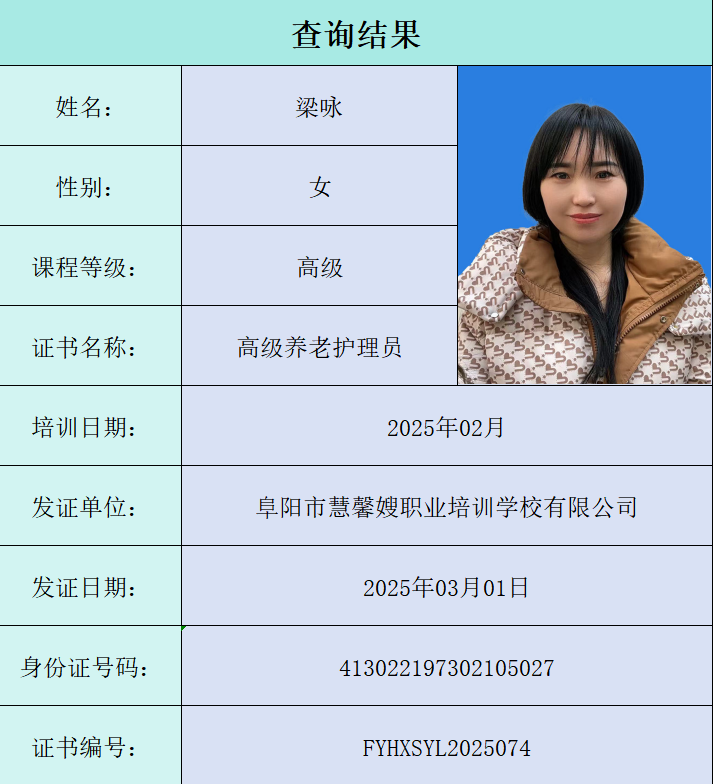 查询结果
姓名： 梁咏
性别： 女
课程等级： 高级
证书名称： 高级养老护理员
培训日期： 2025年02月
发证单位： 阜阳市慧馨嫂职业培训学校有限公司
发证日期： 2025年03月01日
身份证号码： 413022197302105027
证书编号： FYHXSYL2025074